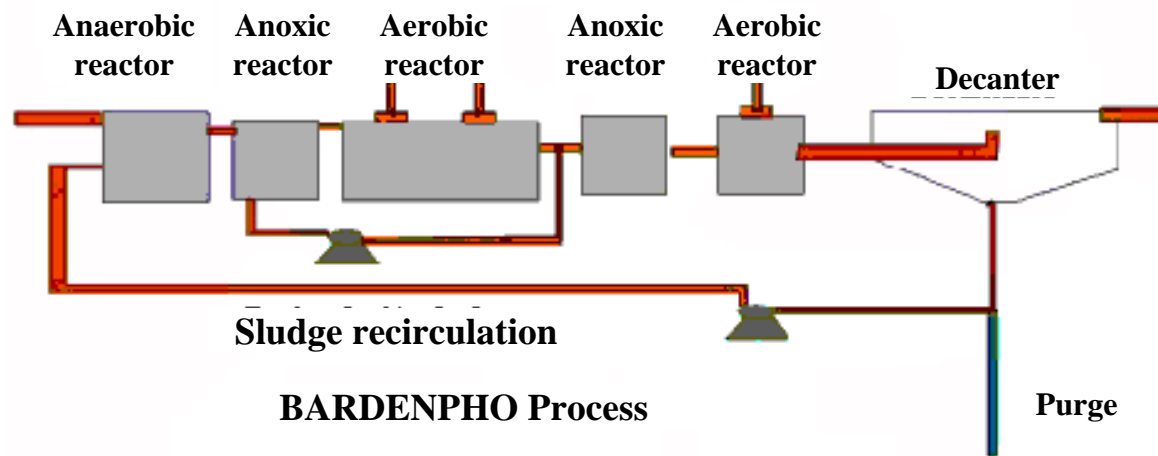 Anaerobic
reactor
Anoxic
reactor
Aerobic
reactor
Anoxic
reactor
Aerobic
reactor
Decanter
Sludge recirculation
BARDENPHO Process
Purge